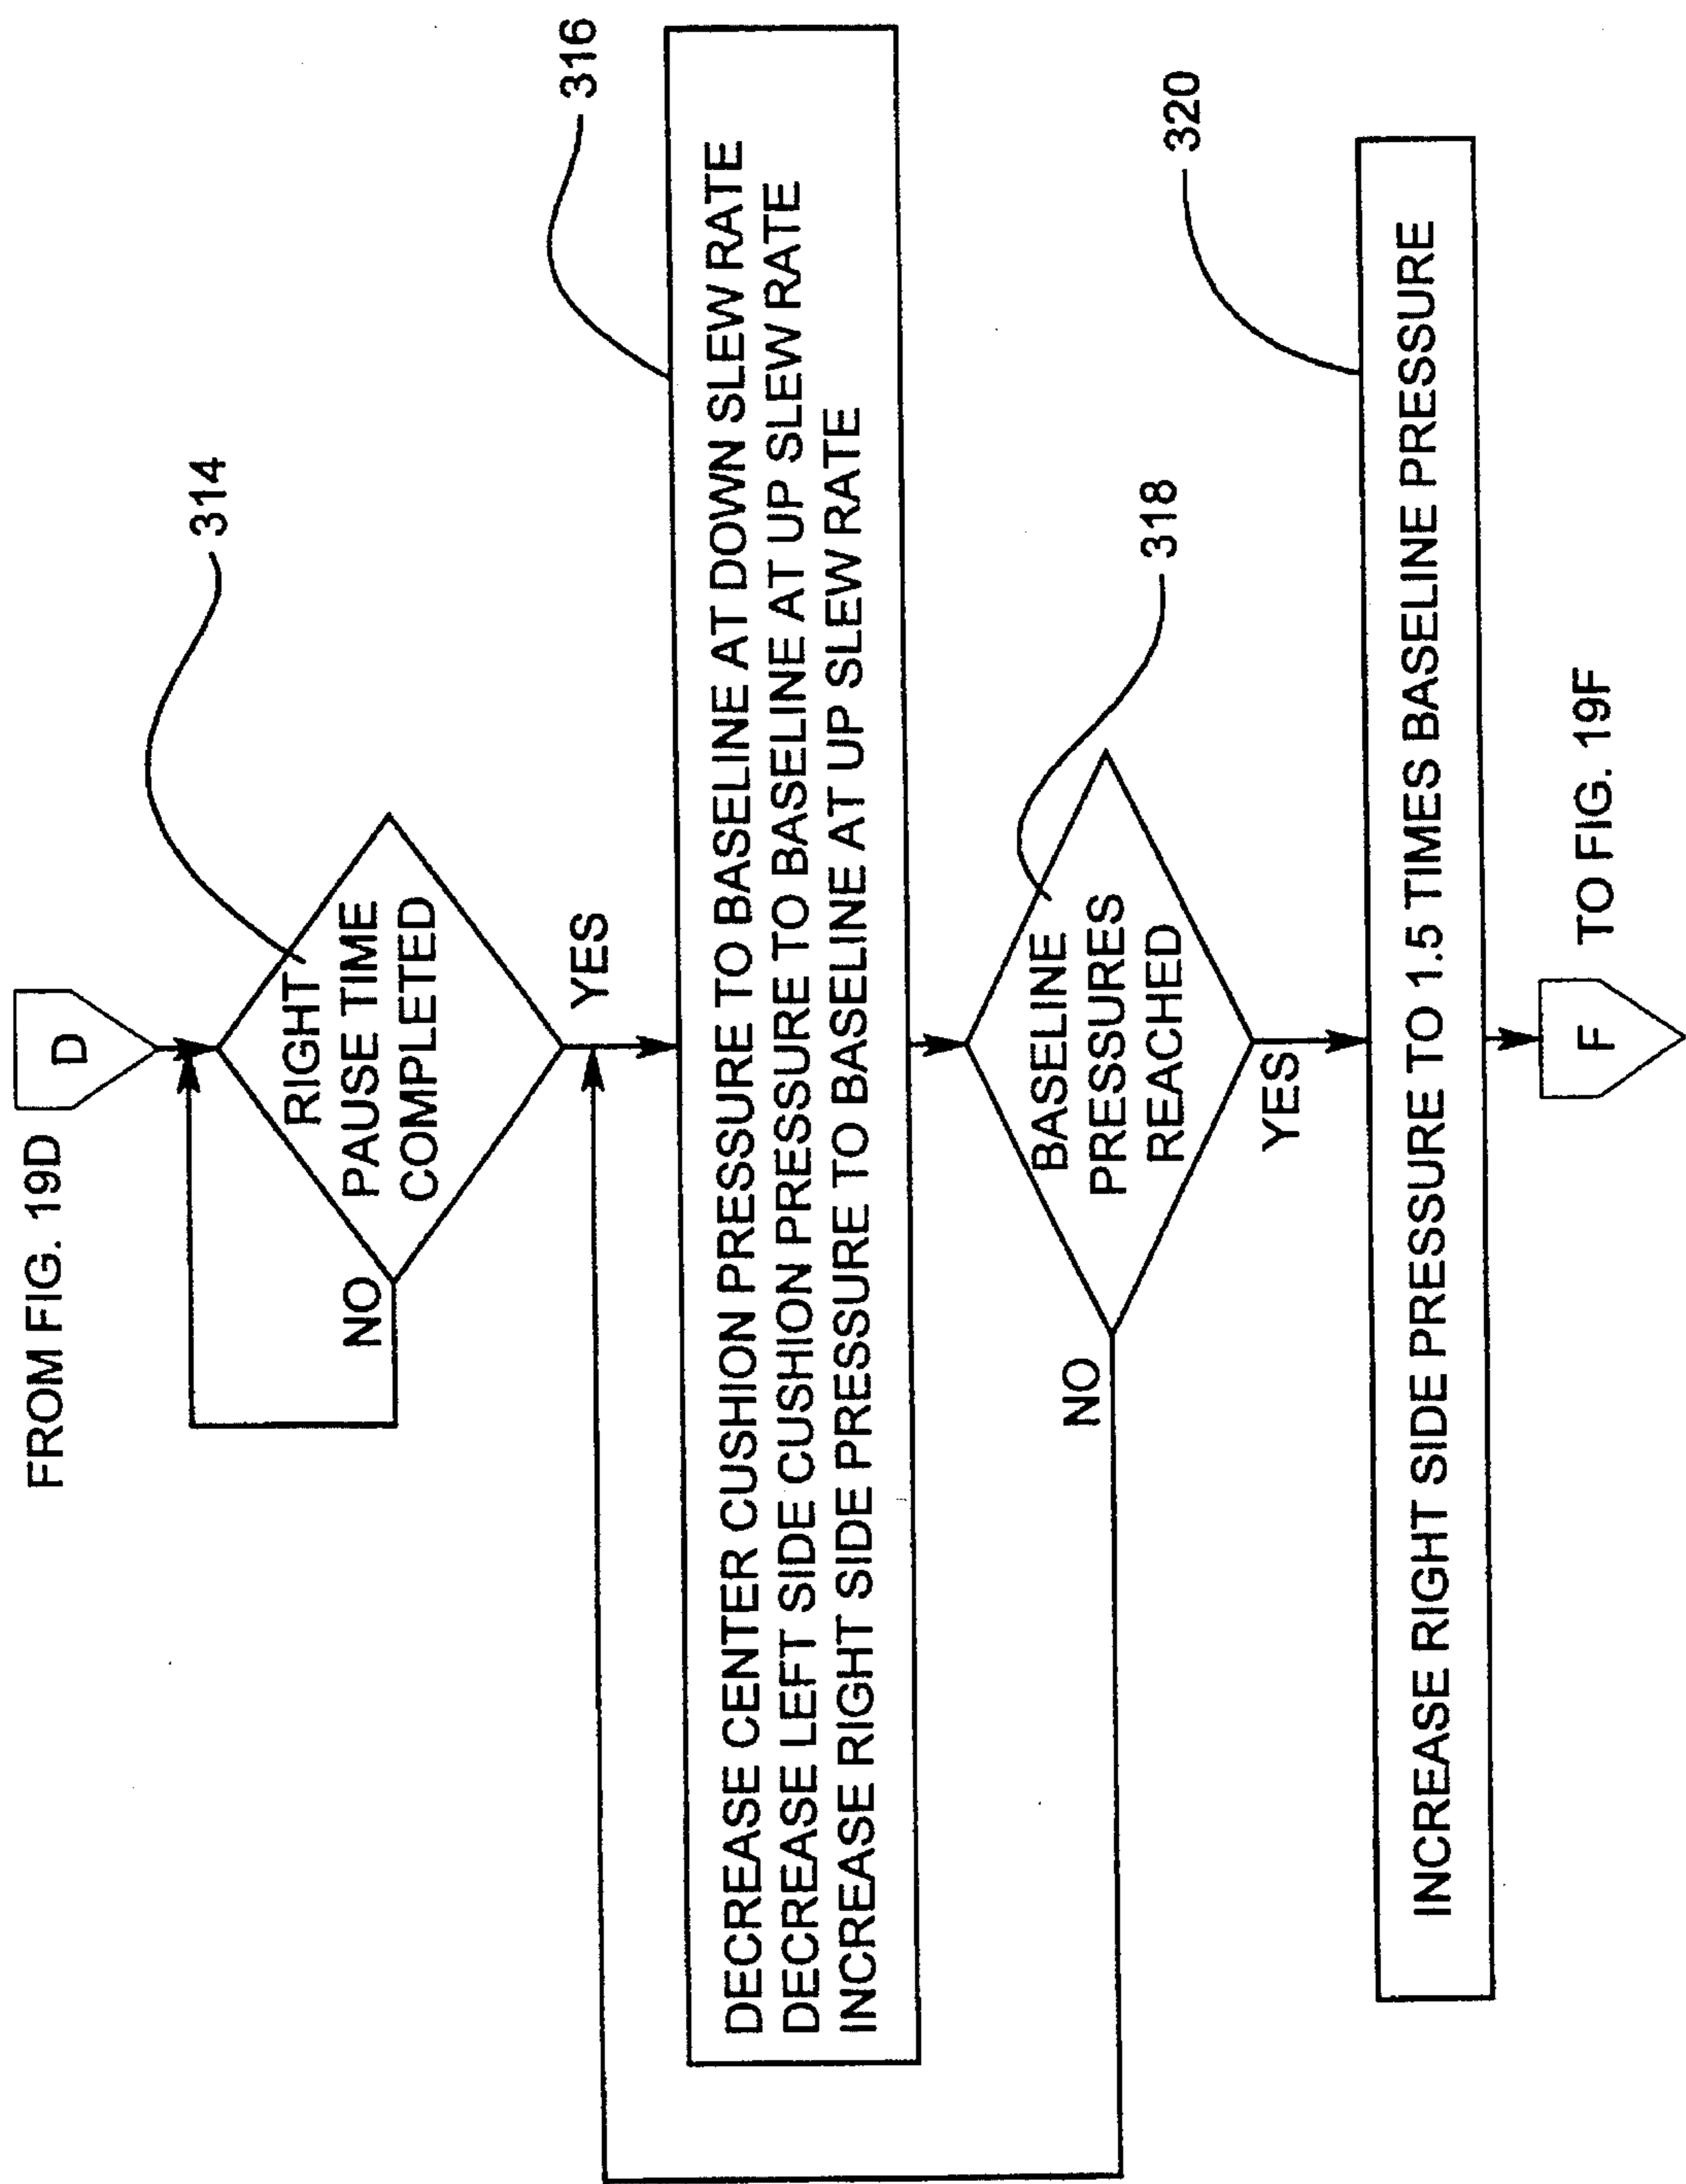 FROM FIG. 19D
D
314
RIGHT
PAUSE TIME
COMPLETED
NO
YES
316
DECREASE CENTER CUSHION PRESSURE TO BASELINE AT DOWN SLEW RATE
DECREASE LEFT SIDE CUSHION PRESSURE TO BASELINE AT UP SLEW RATE
INCREASE RIGHT SIDE PRESSURE TO BASELINE AT UP SLEW RATE
318
BASELINE
PRESSURES
REACHED
NO
YES
320
INCREASE RIGHT SIDE PRESSURE TO 1.5 TIMES BASELINE PRESSURE
F
TO FIG. 19F